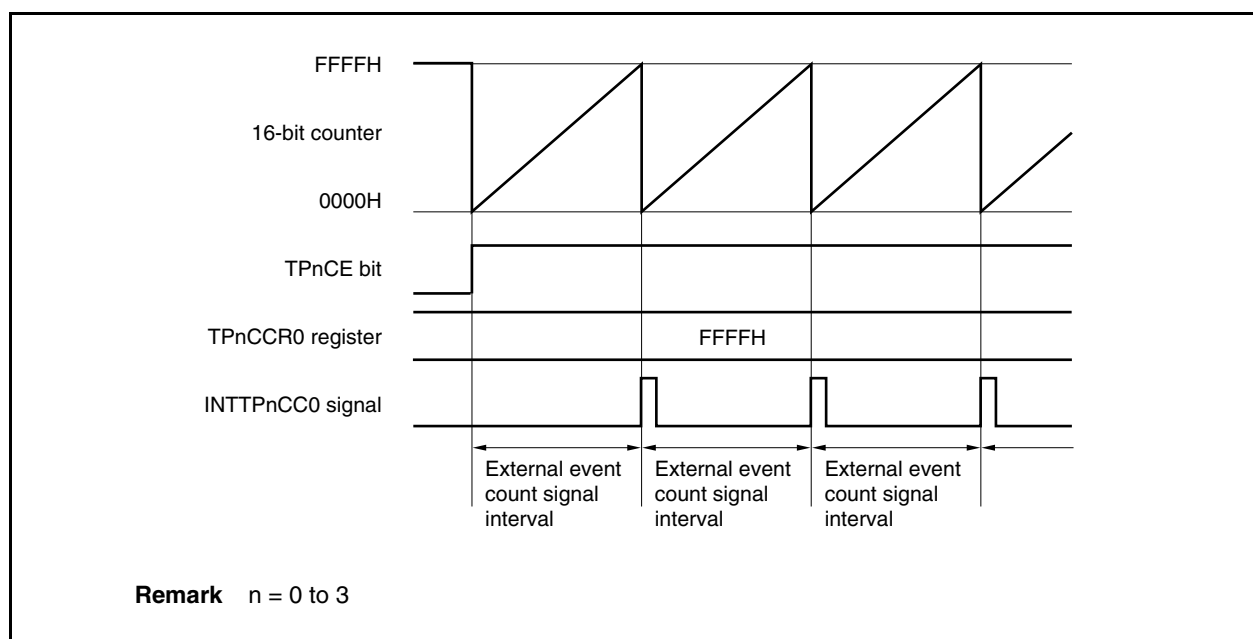 FFFFH
16-bit counter
0000H
TPnCE bit
TPnCCR0 register
FFFFH
INTTPnCC0 signal
External event
count signal
interval
External event
count signal
interval
External event
count signal
interval
Remark n = 0 to 3